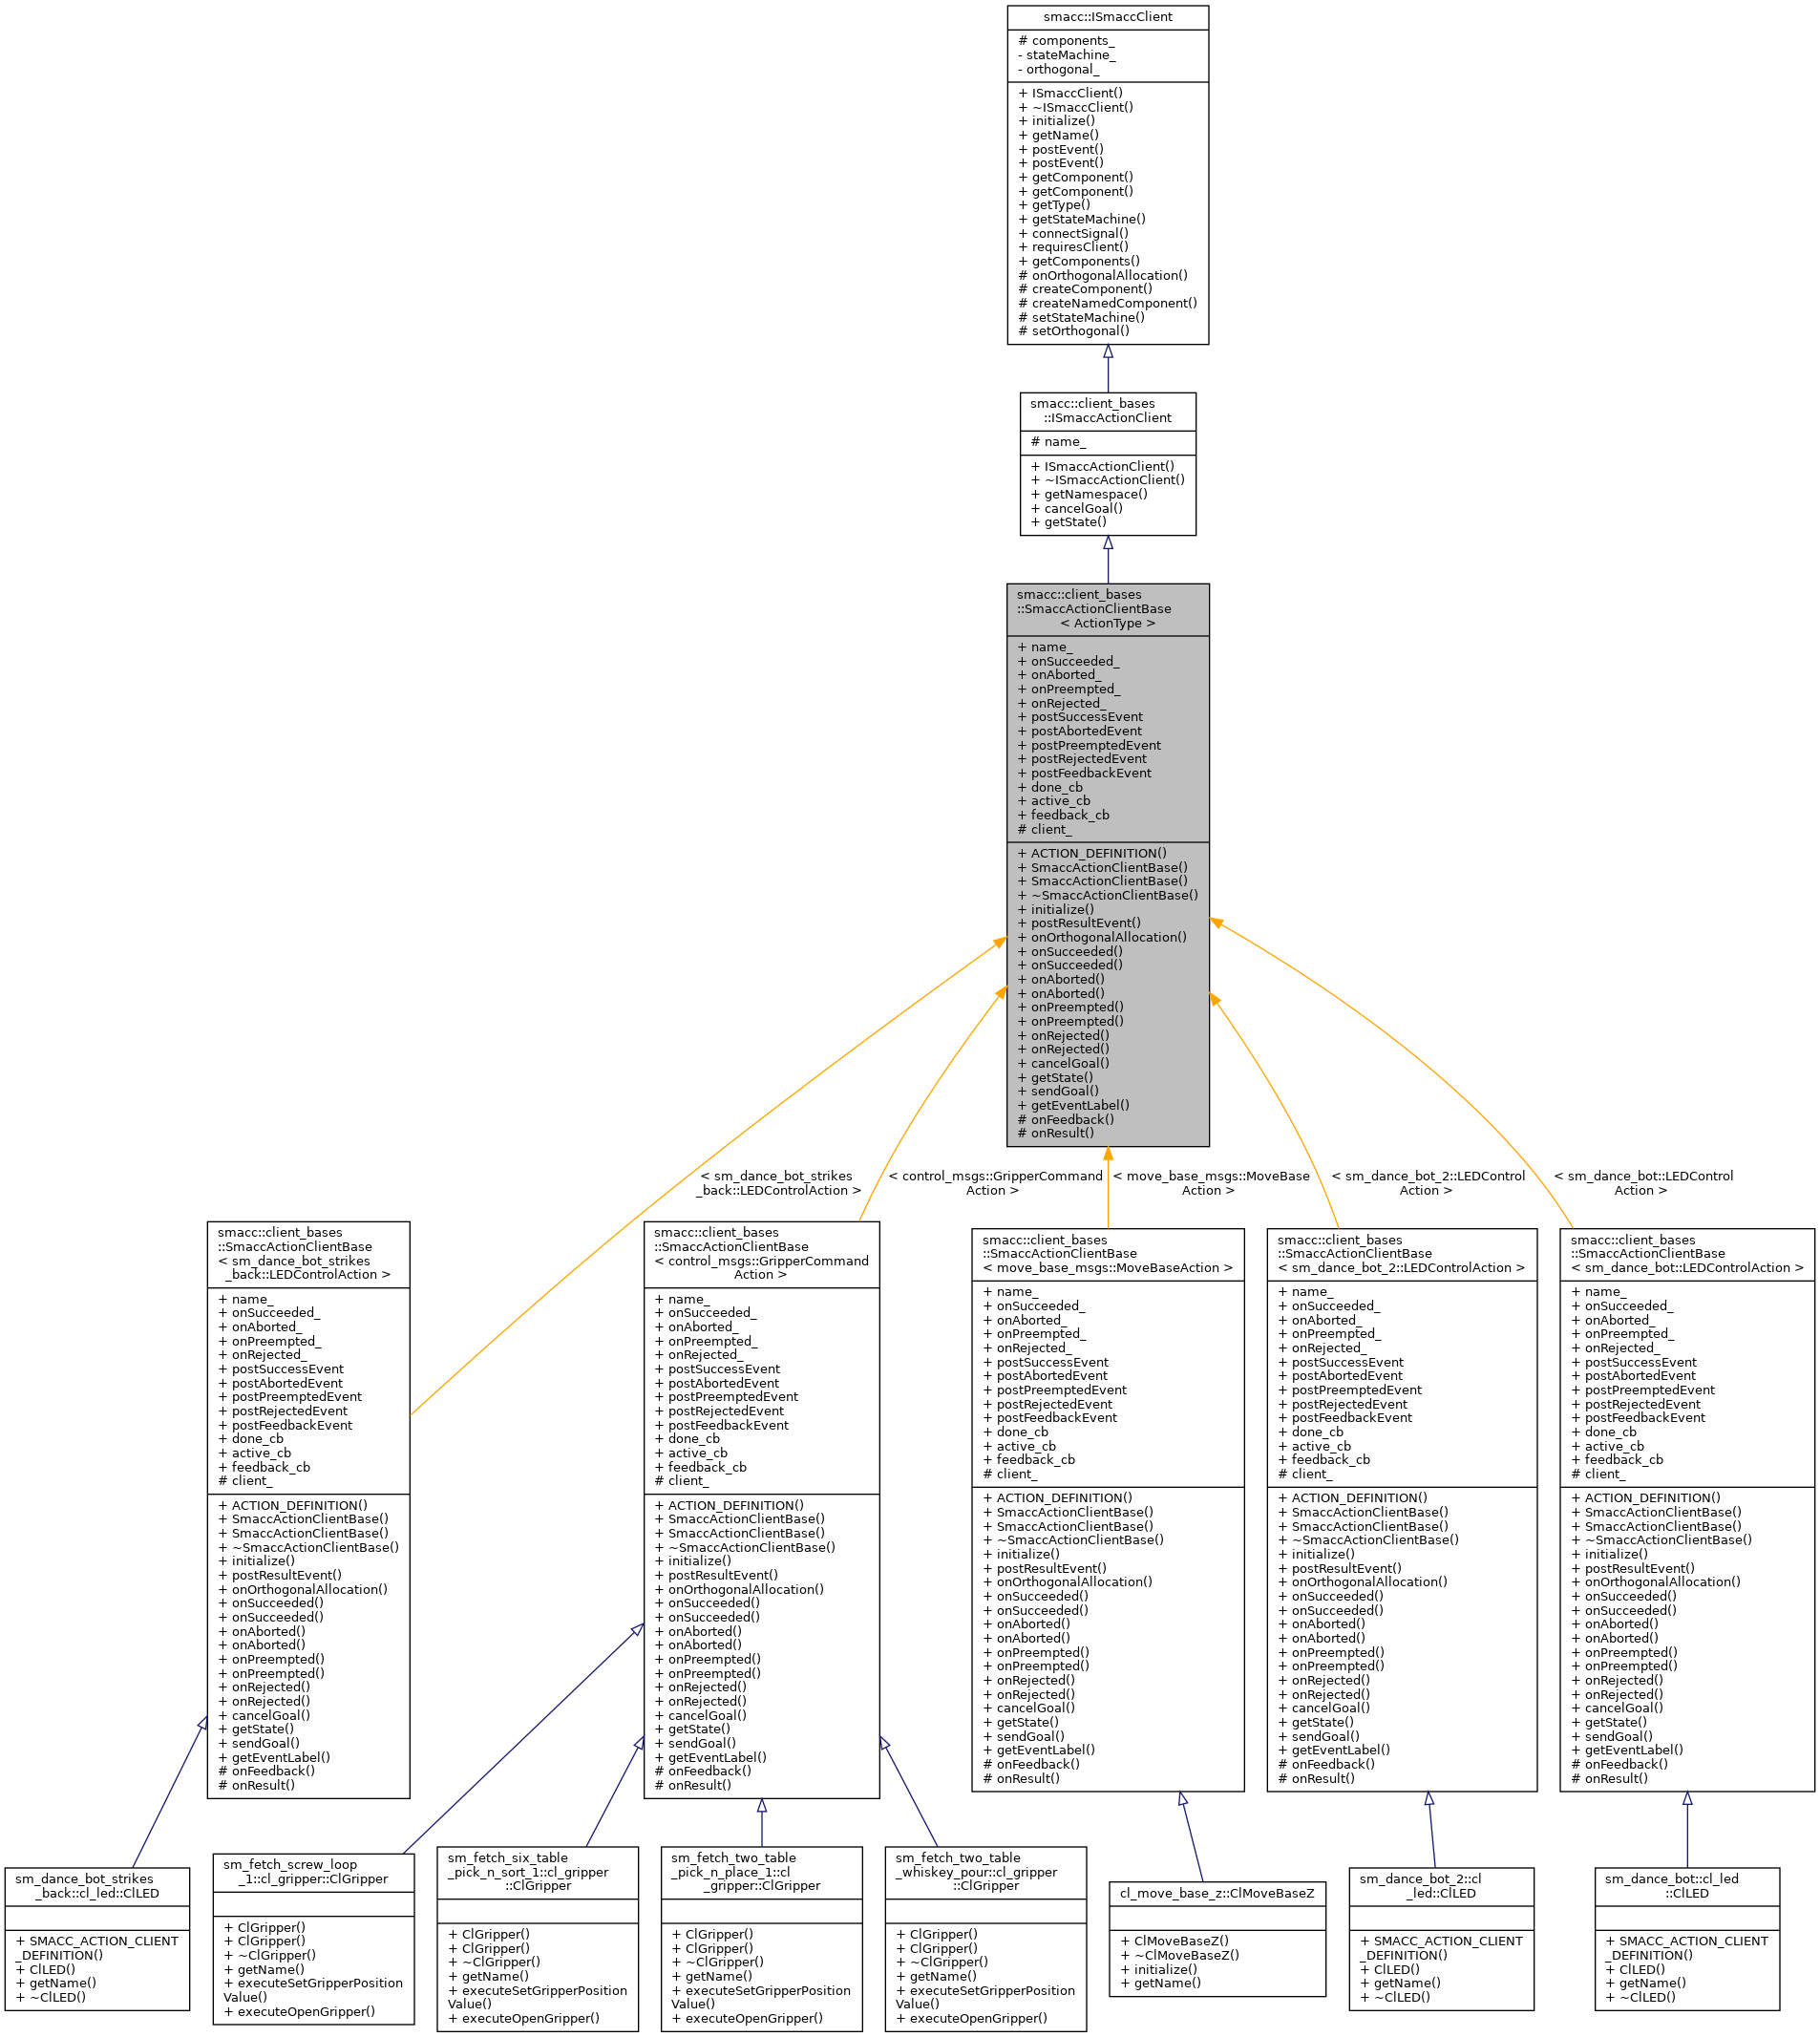 smacc::ISmaccClient
# components_
- stateMachine_
- orthogonal_
+ ISmaccClient()
+ ~ISmaccClient()
+ initialize()
+ getName()
+ postEvent()
+ postEvent()
+ getComponent()
+ getComponent()
+ getType()
+ getStateMachine()
+ connectSignal()
+ requiresClient()
+ getComponents()
# onOrthogonalAllocation()
# createComponent()
# createNamedComponent()
# setStateMachine()
# setOrthogonal()
smacc::client_bases
::ISmaccActionClient
# name_
+ ISmaccActionClient()
+ ~ISmaccActionClient()
+ getNamespace()
+ cancelGoal()
+ getState()
smacc::client_bases
::SmaccActionClientBase
< ActionType >
+ name_
+ onSucceeded_
+ onAborted_
+ onPreempted_
+ onRejected_
+ postSuccessEvent
+ postAbortedEvent
+ postPreemptedEvent
+ postRejectedEvent
+ postFeedbackEvent
+ done_cb
+ active_cb
+ feedback_cb
# client_
+ ACTION_DEFINITION()
+ SmaccActionClientBase()
+ SmaccActionClientBase()
+ ~SmaccActionClientBase()
+ initialize()
+ postResultEvent()
+ onOrthogonalAllocation()
+ onSucceeded()
+ onSucceeded()
+ onAborted()
+ onAborted()
+ onPreempted()
+ onPreempted()
+ onRejected()
+ onRejected()
+ cancelGoal()
+ getState()
+ sendGoal()
+ getEventLabel()
# onFeedback()
# onResult()
< sm_dance_bot_strikes
_back::LEDControlAction >
< control_msgs::GripperCommand
Action >
< move_base_msgs::MoveBase
Action >
< sm_dance_bot_2::LEDControl
Action >
< sm_dance_bot::LEDControl
Action >
smacc::client_bases
::SmaccActionClientBase
< sm_dance_bot_strikes
_back::LEDControlAction >
+ name_
+ onSucceeded_
+ onAborted_
+ onPreempted_
+ onRejected_
+ postSuccessEvent
+ postAbortedEvent
+ postPreemptedEvent
+ postRejectedEvent
+ postFeedbackEvent
+ done_cb
+ active_cb
+ feedback_cb
# client_
+ ACTION_DEFINITION()
+ SmaccActionClientBase()
+ SmaccActionClientBase()
+ ~SmaccActionClientBase()
+ initialize()
+ postResultEvent()
+ onOrthogonalAllocation()
+ onSucceeded()
+ onSucceeded()
+ onAborted()
+ onAborted()
+ onPreempted()
+ onPreempted()
+ onRejected()
+ onRejected()
+ cancelGoal()
+ getState()
+ sendGoal()
+ getEventLabel()
# onFeedback()
# onResult()
smacc::client_bases
::SmaccActionClientBase
< control_msgs::GripperCommand
Action >
+ name_
+ onSucceeded_
+ onAborted_
+ onPreempted_
+ onRejected_
+ postSuccessEvent
+ postAbortedEvent
+ postPreemptedEvent
+ postRejectedEvent
+ postFeedbackEvent
+ done_cb
+ active_cb
+ feedback_cb
# client_
+ ACTION_DEFINITION()
+ SmaccActionClientBase()
+ SmaccActionClientBase()
+ ~SmaccActionClientBase()
+ initialize()
+ postResultEvent()
+ onOrthogonalAllocation()
+ onSucceeded()
+ onSucceeded()
+ onAborted()
+ onAborted()
+ onPreempted()
+ onPreempted()
+ onRejected()
+ onRejected()
+ cancelGoal()
+ getState()
+ sendGoal()
+ getEventLabel()
# onFeedback()
# onResult()
smacc::client_bases
::SmaccActionClientBase
< move_base_msgs::MoveBaseAction >
+ name_
+ onSucceeded_
+ onAborted_
+ onPreempted_
+ onRejected_
+ postSuccessEvent
+ postAbortedEvent
+ postPreemptedEvent
+ postRejectedEvent
+ postFeedbackEvent
+ done_cb
+ active_cb
+ feedback_cb
# client_
+ ACTION_DEFINITION()
+ SmaccActionClientBase()
+ SmaccActionClientBase()
+ ~SmaccActionClientBase()
+ initialize()
+ postResultEvent()
+ onOrthogonalAllocation()
+ onSucceeded()
+ onSucceeded()
+ onAborted()
+ onAborted()
+ onPreempted()
+ onPreempted()
+ onRejected()
+ onRejected()
+ cancelGoal()
+ getState()
+ sendGoal()
+ getEventLabel()
# onFeedback()
# onResult()
smacc::client_bases
::SmaccActionClientBase
< sm_dance_bot_2::LEDControlAction >
+ name_
+ onSucceeded_
+ onAborted_
+ onPreempted_
+ onRejected_
+ postSuccessEvent
+ postAbortedEvent
+ postPreemptedEvent
+ postRejectedEvent
+ postFeedbackEvent
+ done_cb
+ active_cb
+ feedback_cb
# client_
+ ACTION_DEFINITION()
+ SmaccActionClientBase()
+ SmaccActionClientBase()
+ ~SmaccActionClientBase()
+ initialize()
+ postResultEvent()
+ onOrthogonalAllocation()
+ onSucceeded()
+ onSucceeded()
+ onAborted()
+ onAborted()
+ onPreempted()
+ onPreempted()
+ onRejected()
+ onRejected()
+ cancelGoal()
+ getState()
+ sendGoal()
+ getEventLabel()
# onFeedback()
# onResult()
smacc::client_bases
::SmaccActionClientBase
< sm_dance_bot::LEDControlAction >
+ name_
+ onSucceeded_
+ onAborted_
+ onPreempted_
+ onRejected_
+ postSuccessEvent
+ postAbortedEvent
+ postPreemptedEvent
+ postRejectedEvent
+ postFeedbackEvent
+ done_cb
+ active_cb
+ feedback_cb
# client_
+ ACTION_DEFINITION()
+ SmaccActionClientBase()
+ SmaccActionClientBase()
+ ~SmaccActionClientBase()
+ initialize()
+ postResultEvent()
+ onOrthogonalAllocation()
+ onSucceeded()
+ onSucceeded()
+ onAborted()
+ onAborted()
+ onPreempted()
+ onPreempted()
+ onRejected()
+ onRejected()
+ cancelGoal()
+ getState()
+ sendGoal()
+ getEventLabel()
# onFeedback()
# onResult()
sm_dance_bot_strikes
_back::cl_led::ClLED
+ SMACC_ACTION_CLIENT
_DEFINITION()
+ ClLED()
+ getName()
+ ~ClLED()
sm_fetch_screw_loop
_1::cl_gripper::ClGripper
+ ClGripper()
+ ClGripper()
+ ~ClGripper()
+ getName()
+ executeSetGripperPosition
Value()
+ executeOpenGripper()
sm_fetch_six_table
_pick_n_sort_1::cl_gripper
::ClGripper
+ ClGripper()
+ ClGripper()
+ ~ClGripper()
+ getName()
+ executeSetGripperPosition
Value()
+ executeOpenGripper()
sm_fetch_two_table
_pick_n_place_1::cl
_gripper::ClGripper
+ ClGripper()
+ ClGripper()
+ ~ClGripper()
+ getName()
+ executeSetGripperPosition
Value()
+ executeOpenGripper()
sm_fetch_two_table
_whiskey_pour::cl_gripper
::ClGripper
+ ClGripper()
+ ClGripper()
+ ~ClGripper()
+ getName()
+ executeSetGripperPosition
Value()
+ executeOpenGripper()
cl_move_base_z::ClMoveBaseZ
+ ClMoveBaseZ()
+ ~ClMoveBaseZ()
+ initialize()
+ getName()
sm_dance_bot_2::cl
_led::ClLED
+ SMACC_ACTION_CLIENT
_DEFINITION()
+ ClLED()
+ getName()
+ ~ClLED()
sm_dance_bot::cl_led
::ClLED
+ SMACC_ACTION_CLIENT
_DEFINITION()
+ ClLED()
+ getName()
+ ~ClLED()